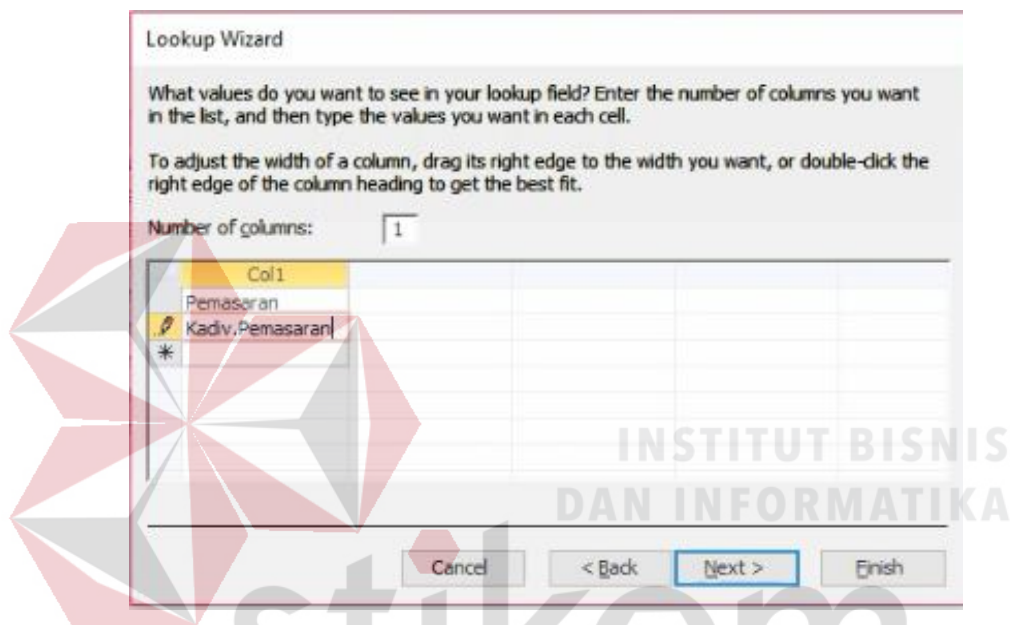 Lookup Wizard
What values do you want to see in your lookup field? Enter the number of columns you want
in the list, and then type the values you want in each cell.
To adjust the width of a column, drag its right edge to the width you want, or double-click the
right edge of the column heading to get the best fit.
Number of columns: 1
Col1
Pemasaran
Kadiv.Pemasaran
INSTITUT BISNIS
DAN INFORMATIKA
Cancel < Back Next > Finish
stikom